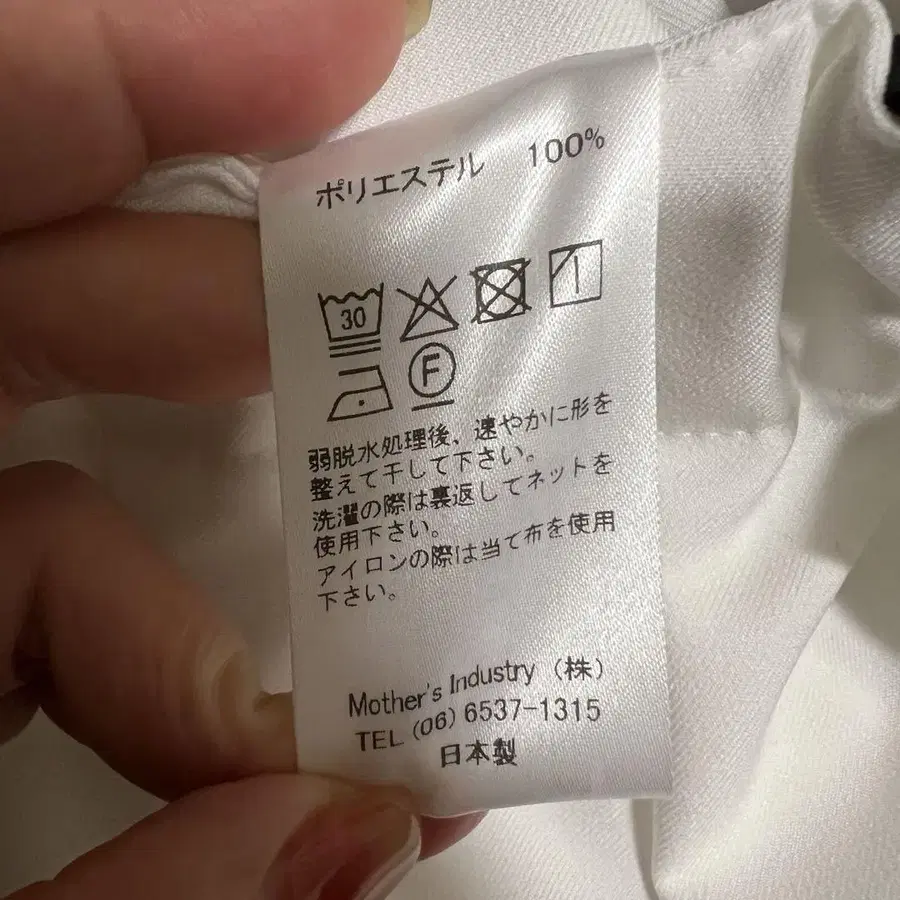 ポリエステル 100%
30
F
弱脱水処理後、速やかに形を
整えて干して下さい。
洗濯の際は裏返してネットを
使用下さい。
アイロンの際は当て布を使用
下さい。
Mother's Industry (株)
TEL (06) 6537-1315
日本製